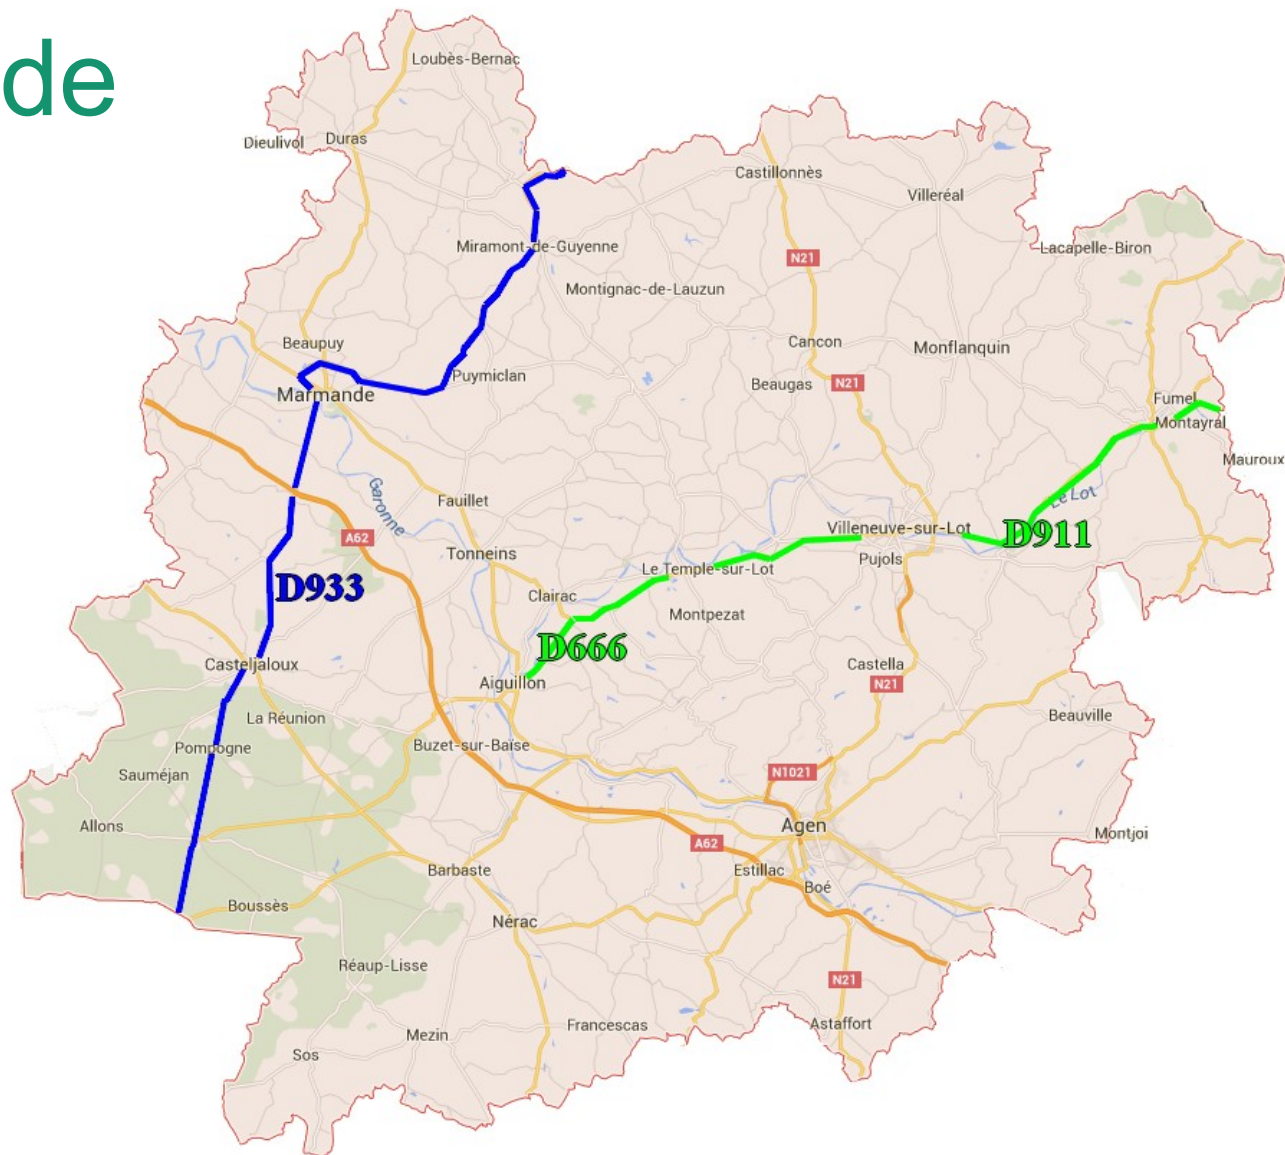 de
Loubès-Bernac
Dieulivol
Duras
Castillonnès
Villeréal
Miramont-de-Guyenne
Lacapelle-Biron
N21
Montignac-de-Lauzun
Beaupuy
Cancon
Monflanquin
Puymiclan
Beaugas
N21
Marmande
Fumel
Montayral
Mauroux
Garonne
Fauillet
Le Lot
A62
Villeneuve-sur-Lot
D911
Tonneins
Pujols
Le Temple-sur-Lot
D933
Clairac
Montpezat
D666
Casteljaloux
Castella
Aiguillon
N21
La Réunion
Beauville
Pompogne
Buzet-sur-Baïse
Sauméjan
N1021
Allons
Agen
Montjoi
A62
Barbaste
Estillac
Boé
Boussès
Nérac
Réaup-Lisse
N21
Francescas
Astaffort
Mezin
Sos